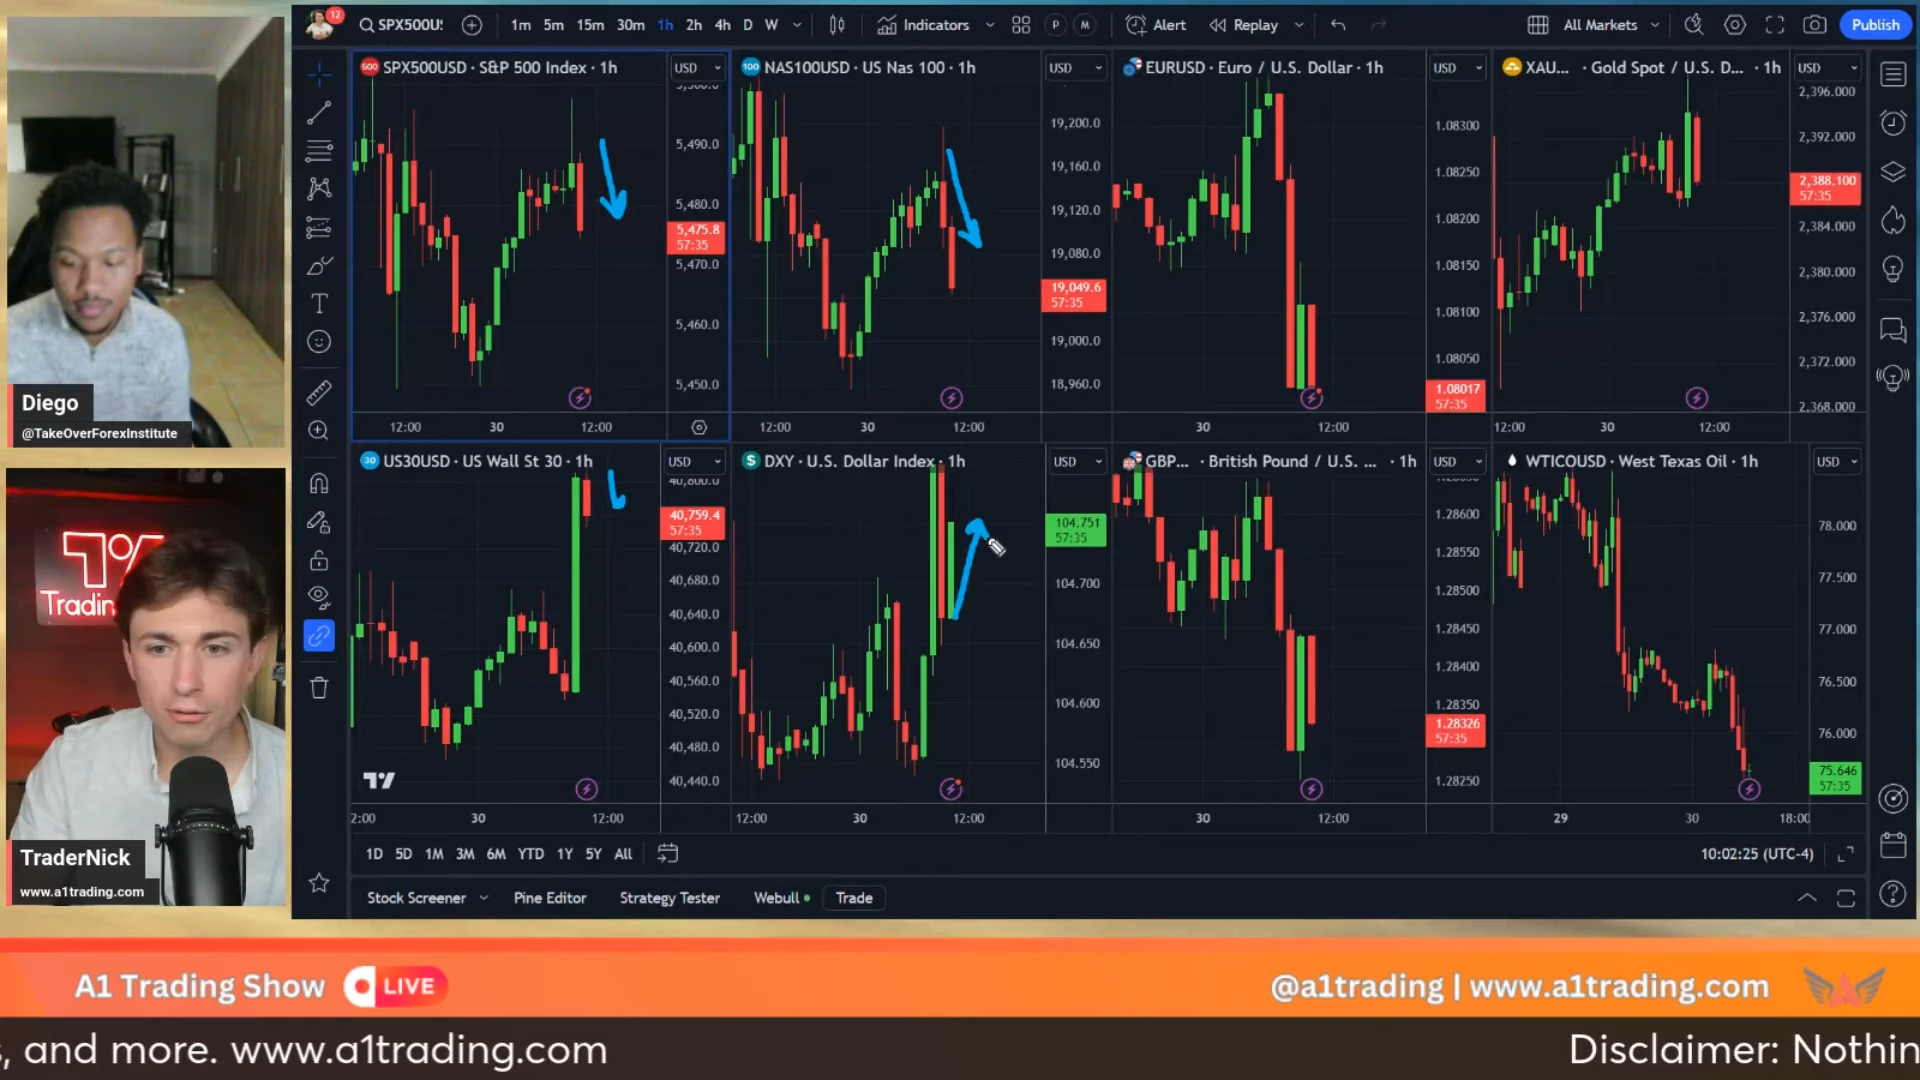 12
SPX500U:
1m 5m 15m 30m 1h 2h 4h D W
Indicators
P
M
Alert
Replay
All Markets
Publish
500 SPX500USD · S&P 500 Index · 1h
USD
5,490.0
5,480.0
5,475.8
57:35
5,470.0
5,460.0
5,450.0
12:00 30 12:00
100 NAS100USD · US Nas 100 · 1h
USD
19,200.0
19,160.0
19,120.0
19,080.0
19,049.6
57:35
19,000.0
18,960.0
12:00 30 12:00
EURUSD · Euro / U.S. Dollar · 1h
USD
1.08300
1.08250
1.08200
1.08150
1.08100
1.08050
1.08017
57:35
30 12:00
XAU... · Gold Spot / U.S. D... · 1h
USD
2,396.000
2,392.000
2,388.100
57:35
2,384.000
2,380.000
2,376.000
2,372.000
2,368.000
12:00 30 12:00
30 US30USD · US Wall St 30 · 1h
USD
40,800.0
40,759.4
57:35
40,720.0
40,680.0
40,640.0
40,600.0
40,560.0
40,520.0
40,480.0
40,440.0
2:00 30 12:00
$ DXY · U.S. Dollar Index · 1h
USD
104.751
57:35
104.700
104.650
104.600
104.550
12:00 30 12:00
GBP... · British Pound / U.S. ... · 1h
USD
1.28600
1.28550
1.28500
1.28450
1.28400
1.28350
1.28326
57:35
1.28250
30 12:00
WTICOUSD · West Texas Oil · 1h
USD
78.000
77.500
77.000
76.500
76.000
75.646
57:35
29 30 18:00
1D 5D 1M 3M 6M YTD 1Y 5Y All
10:02:25 (UTC-4)
Stock Screener
Pine Editor
Strategy Tester
Webull
Trade
Diego
@TakeOverForexInstitute
Tradin
TraderNick
www.a1trading.com
A1 Trading Show
LIVE
@a1trading | www.a1trading.com
, and more. www.a1trading.com
Disclaimer: Nothin